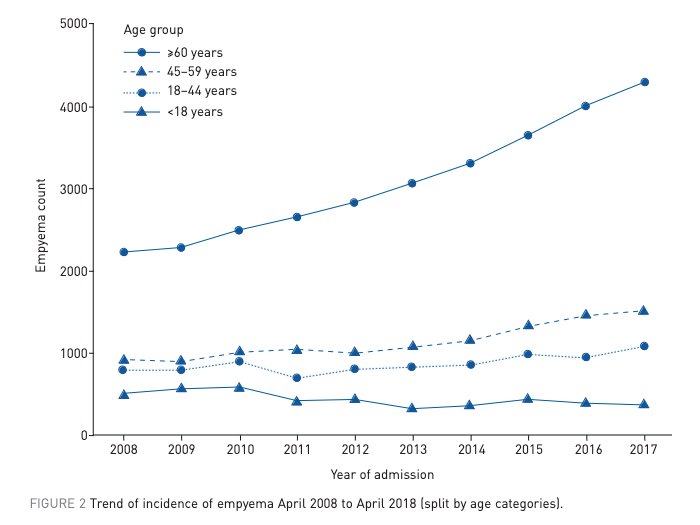 5000
4000
3000
2000
1000
0
Empyema count
Age group
⩾60 years
45–59 years
18–44 years
<18 years
2008 2009 2010 2011 2012 2013 2014 2015 2016 2017
Year of admission
FIGURE 2 Trend of incidence of empyema April 2008 to April 2018 (split by age categories).